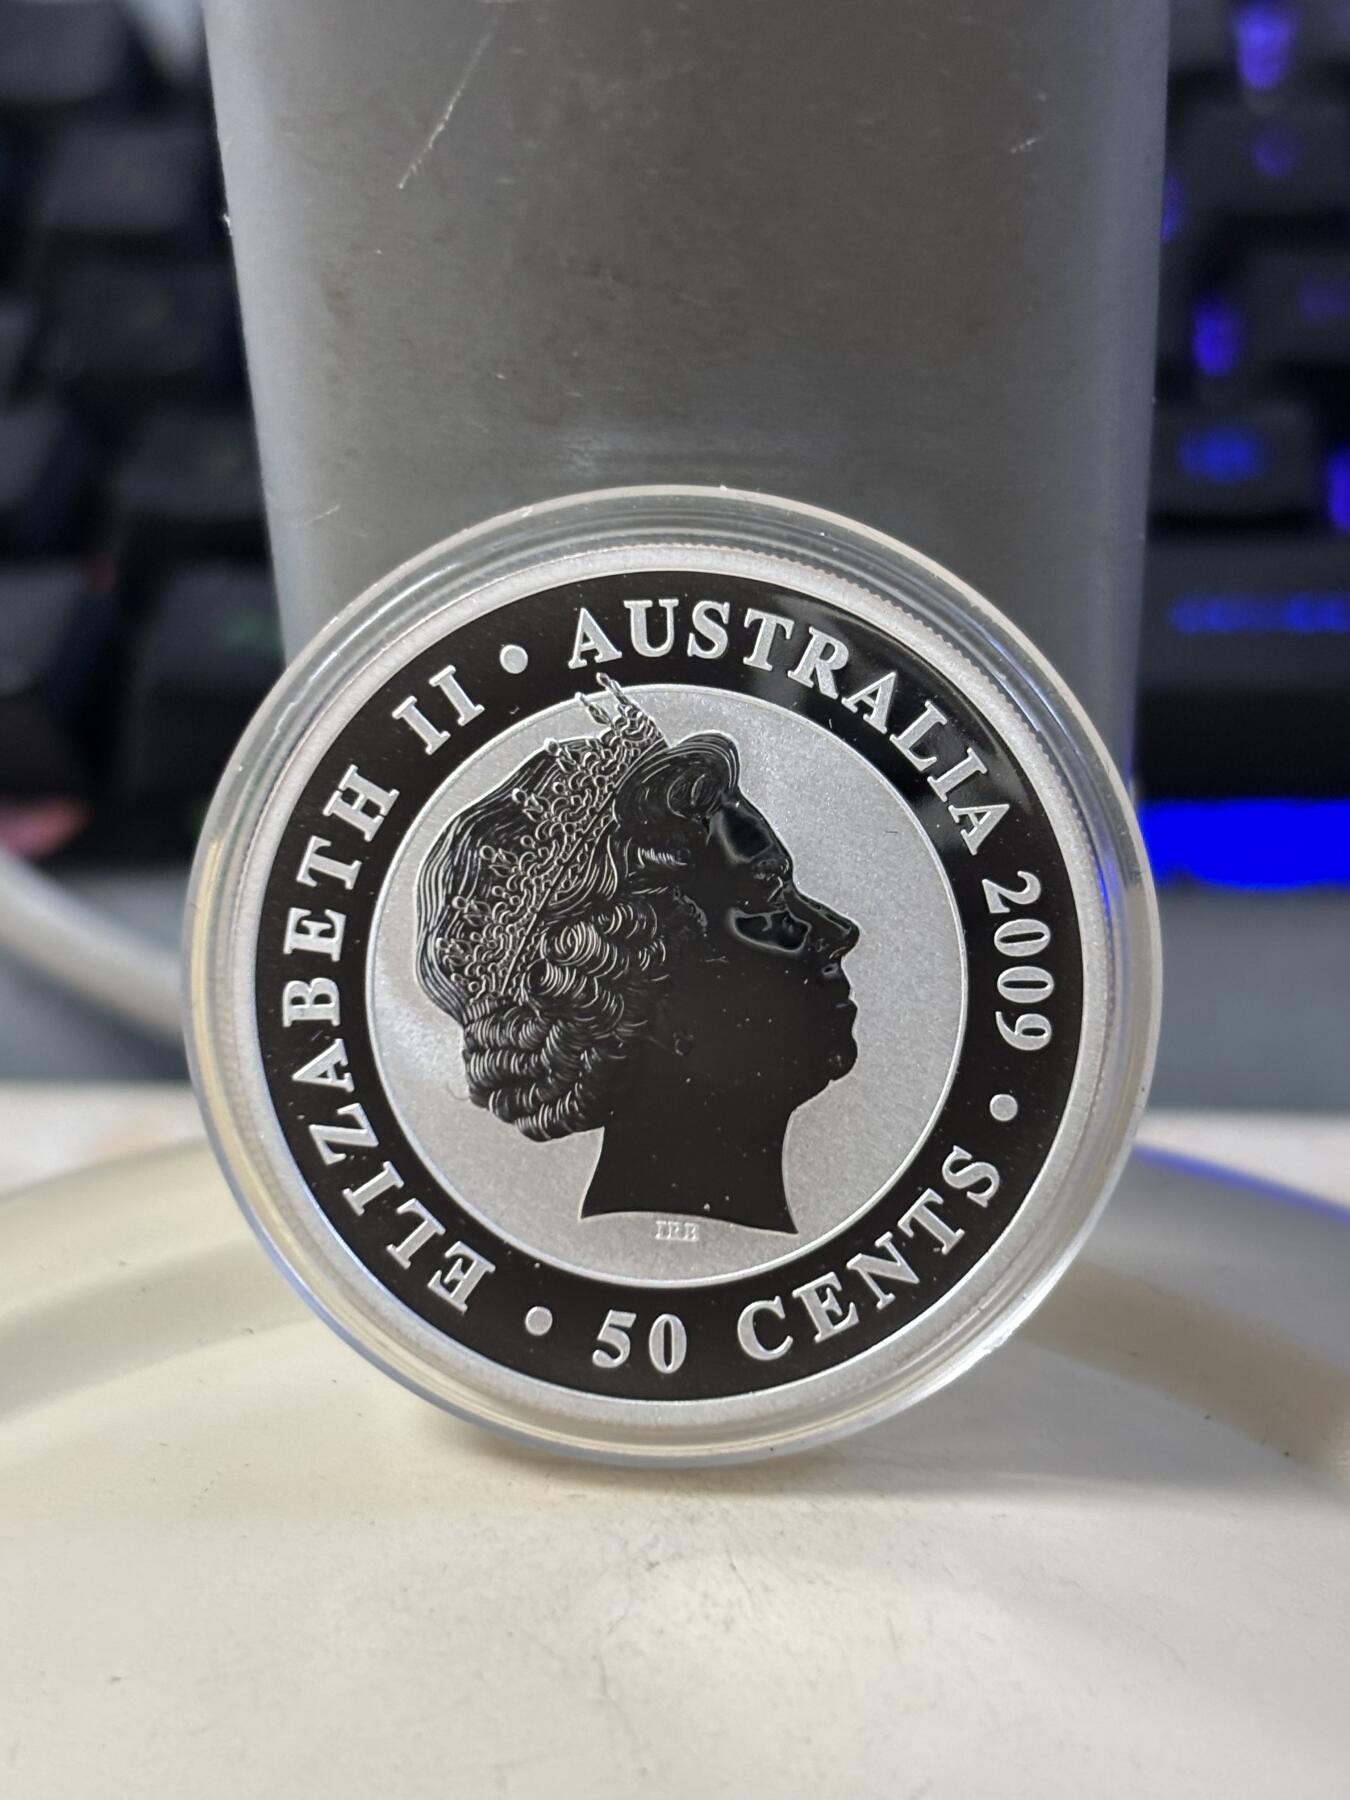 ELIZABETH II • AUSTRALIA 2009 • 50 CENTS •
IRB